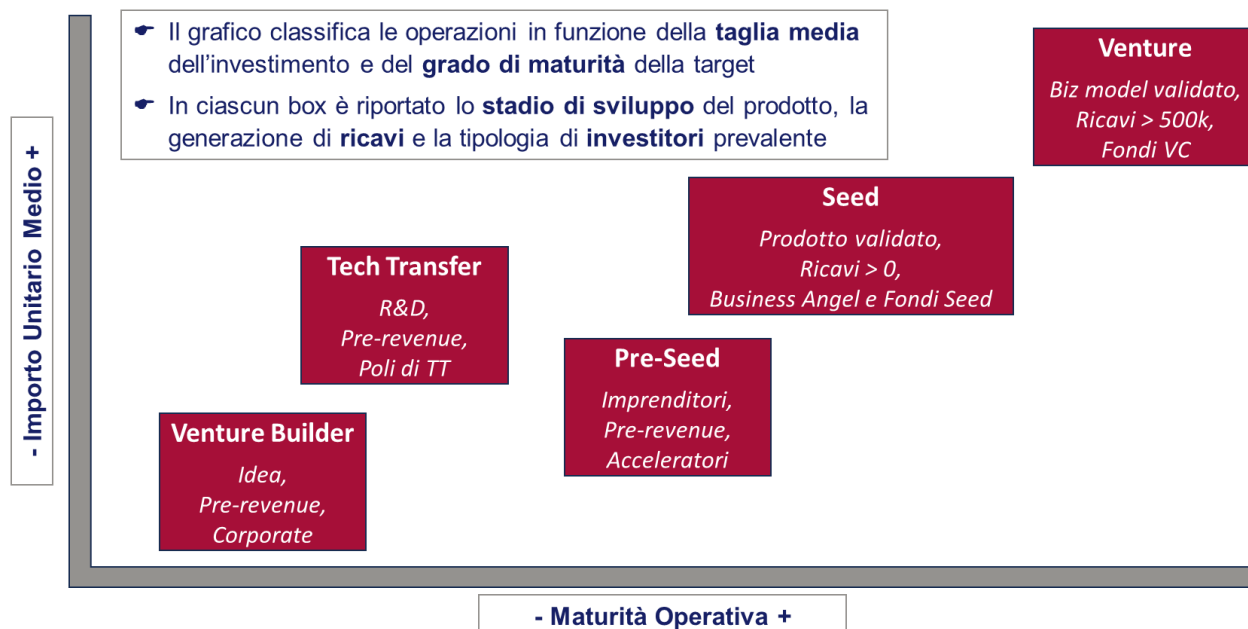 ☛ Il grafico classifica le operazioni in funzione della taglia media
dell'investimento e del grado di maturità della target
☛ In ciascun box è riportato lo stadio di sviluppo del prodotto, la
generazione di ricavi e la tipologia di investitori prevalente
Venture
Biz model validato,
Ricavi > 500k,
Fondi VC
Seed
Prodotto validato,
Ricavi > 0,
Business Angel e Fondi Seed
Tech Transfer
R&D,
Pre-revenue,
Poli di TT
Pre-Seed
Imprenditori,
Pre-revenue,
Acceleratori
Venture Builder
Idea,
Pre-revenue,
Corporate
- Importo Unitario Medio +
- Maturità Operativa +